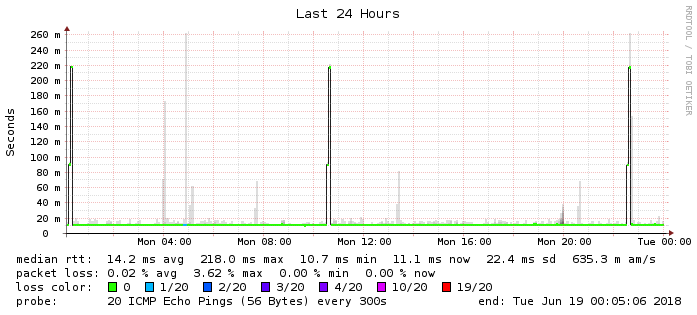 Last 24 Hours
RRDTOOL / TOBI OETIKER
Seconds
260 m
240 m
220 m
200 m
180 m
160 m
140 m
120 m
100 m
80 m
60 m
40 m
20 m
0
Mon 04:00 Mon 08:00 Mon 12:00 Mon 16:00 Mon 20:00 Tue 00:00
median rtt: 14.2 ms avg 218.0 ms max 10.7 ms min 11.1 ms now 22.4 ms sd 635.3 m am/s
packet loss: 0.02 % avg 3.62 % max 0.00 % min 0.00 % now
loss color: 0 1/20 2/20 3/20 4/20 10/20 19/20
probe: 20 ICMP Echo Pings (56 Bytes) every 300s end: Tue Jun 19 00:05:06 2018